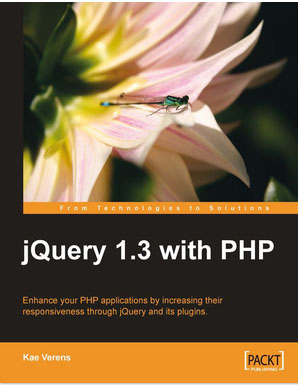 From Technologies to Solutions
jQuery 1.3 with PHP
Enhance your PHP applications by increasing their
responsiveness through jQuery and its plugins.
Kae Verens
PACKT
PUBLISHING